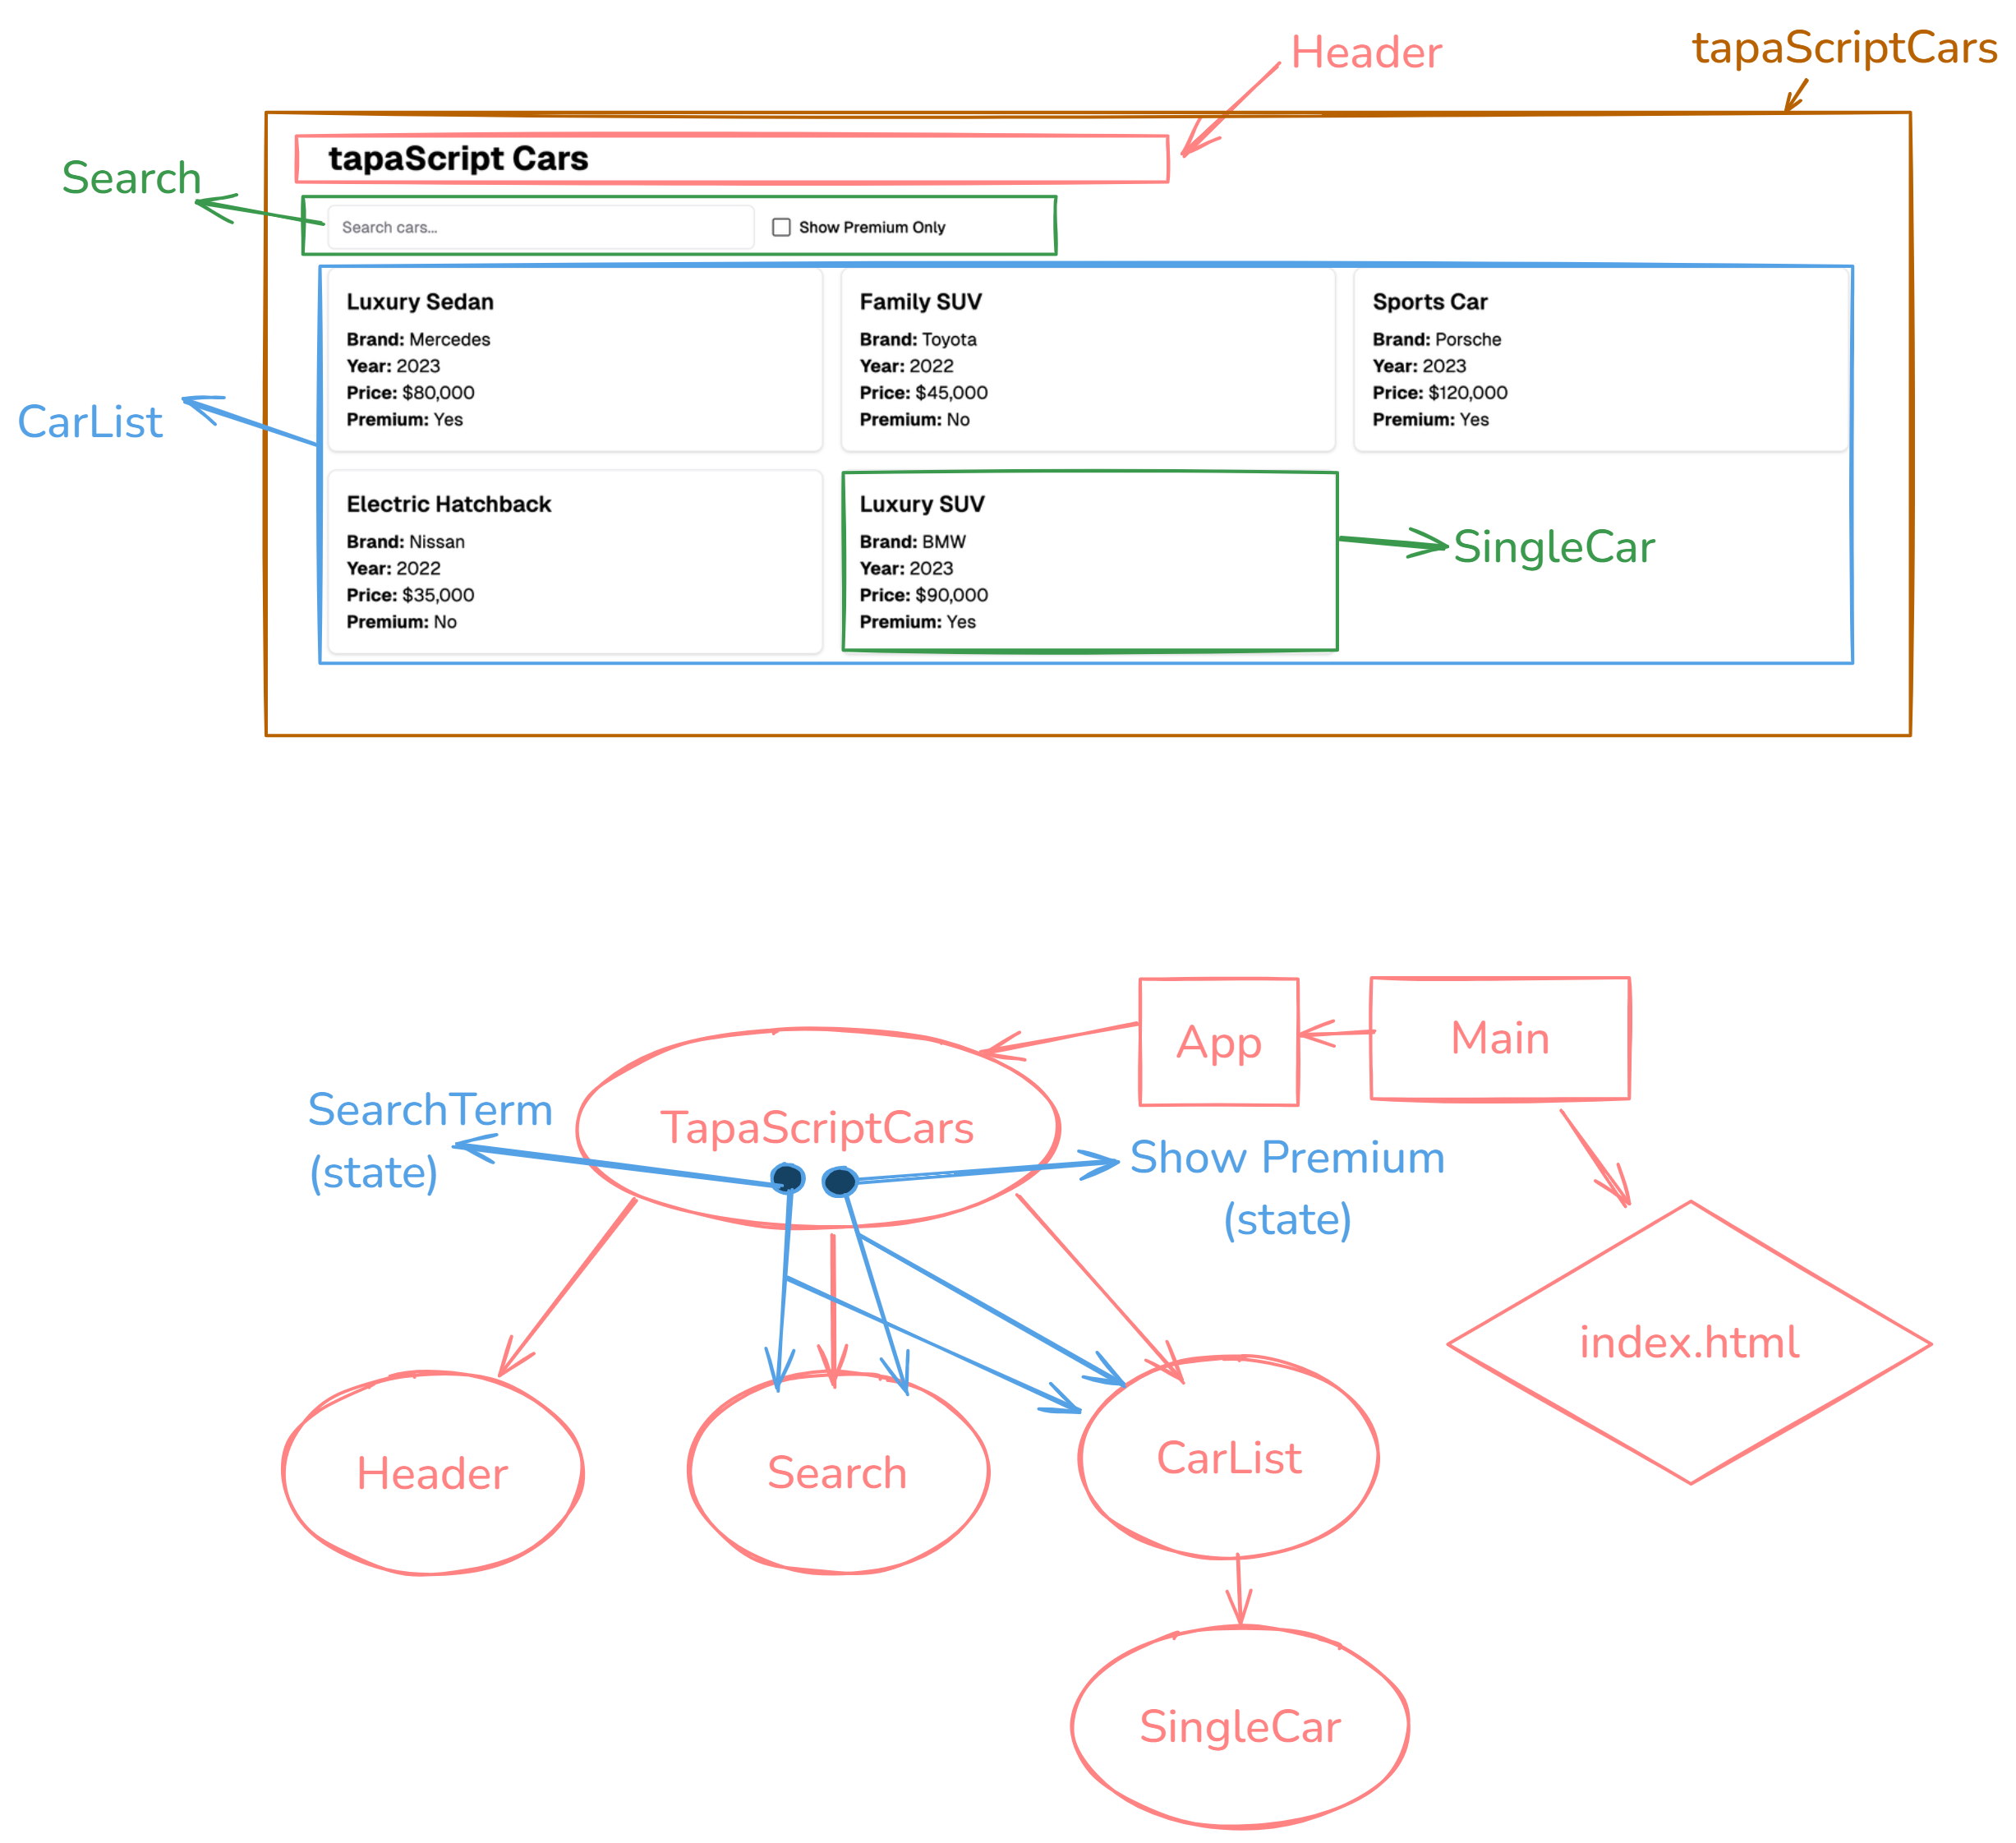 Header
tapaScriptCars
tapaScript Cars
Search
Search cars...
Show Premium Only
CarList
Luxury Sedan
Brand: Mercedes
Year: 2023
Price: $80,000
Premium: Yes
Family SUV
Brand: Toyota
Year: 2022
Price: $45,000
Premium: No
Sports Car
Brand: Porsche
Year: 2023
Price: $120,000
Premium: Yes
Electric Hatchback
Brand: Nissan
Year: 2022
Price: $35,000
Premium: No
Luxury SUV
Brand: BMW
Year: 2023
Price: $90,000
Premium: Yes
SingleCar
App
Main
TapaScriptCars
SearchTerm
(state)
Show Premium
(state)
index.html
Header
Search
CarList
SingleCar